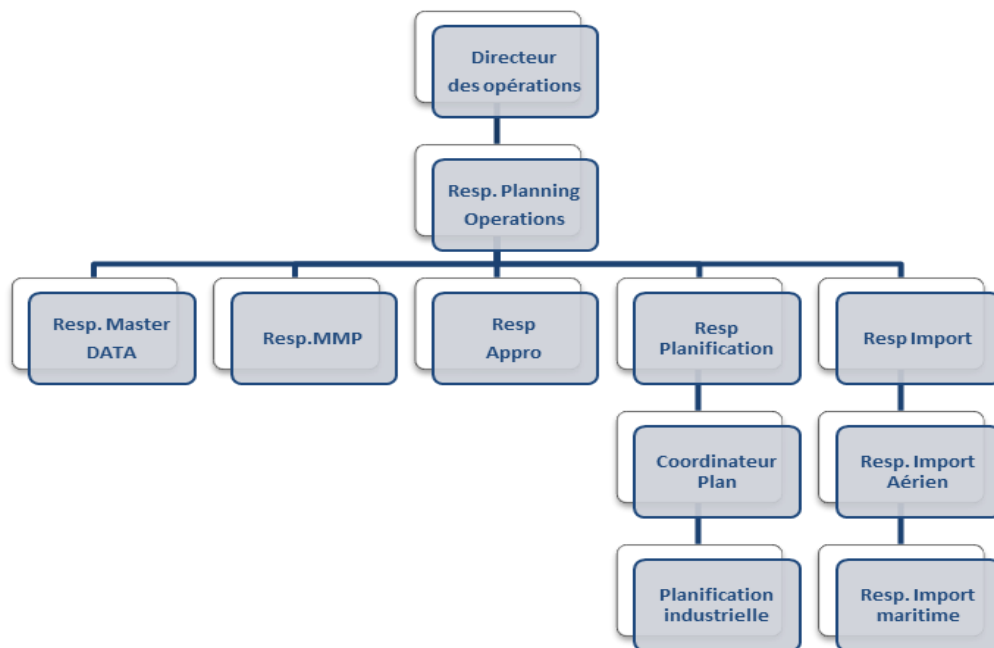 Directeur
des opérations
Resp. Planning
Operations
Resp. Master
DATA
Resp.MMP
Resp
Appro
Resp
Planification
Resp Import
Coordinateur
Plan
Resp. Import
Aérien
Planification
industrielle
Resp. Import
maritime